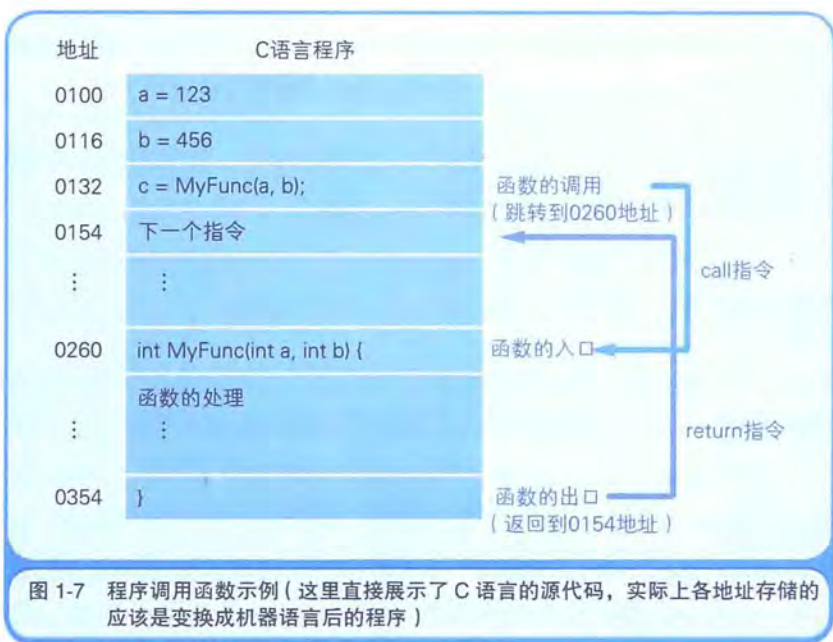 地址 C语言程序
0100 a = 123
0116 b = 456
0132 c = MyFunc(a, b); 函数的调用
(跳转到0260地址)
0154 下一个指令
⋮ ⋮ call指令
0260 int MyFunc(int a, int b) { 函数的入口
函数的处理
⋮ ⋮ return指令
0354 } 函数的出口
(返回到0154地址)
图 1-7 程序调用函数示例(这里直接展示了 C 语言的源代码,实际上各地址存储的
应该是变换成机器语言后的程序)